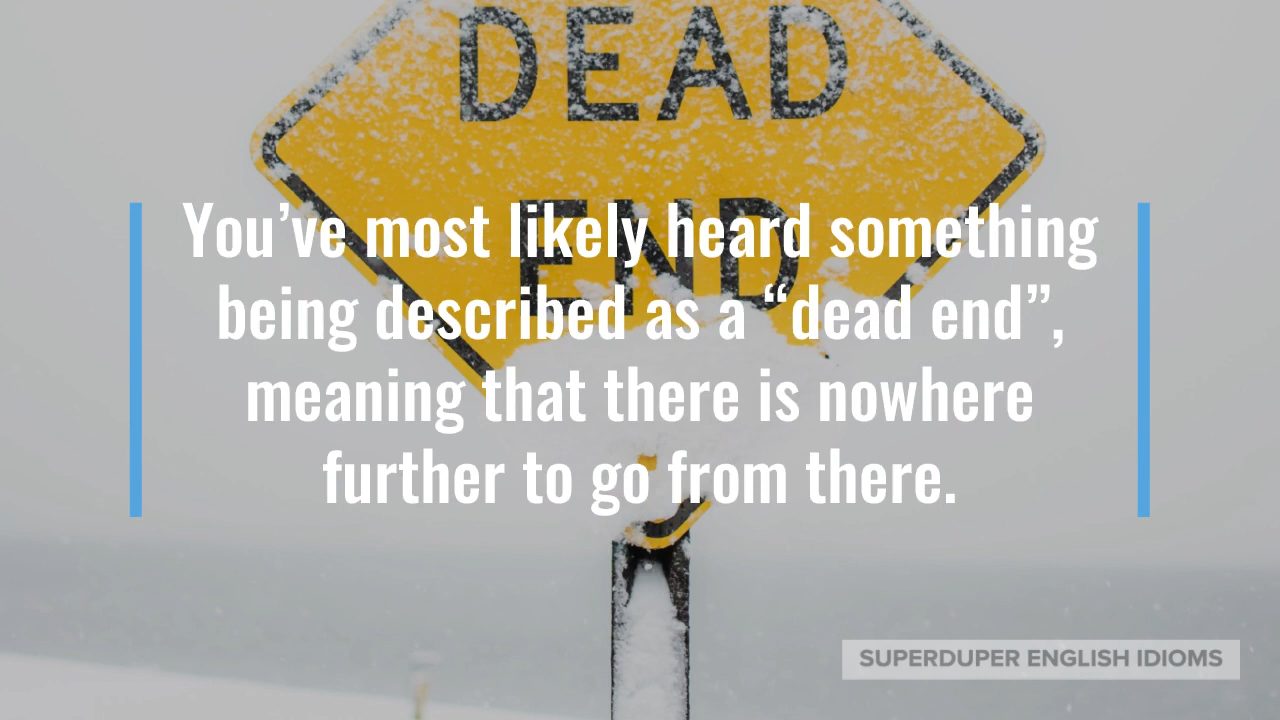 DEAD
END
You’ve most likely heard something
being described as a “dead end”,
meaning that there is nowhere
further to go from there.
SUPERDUPER ENGLISH IDIOMS